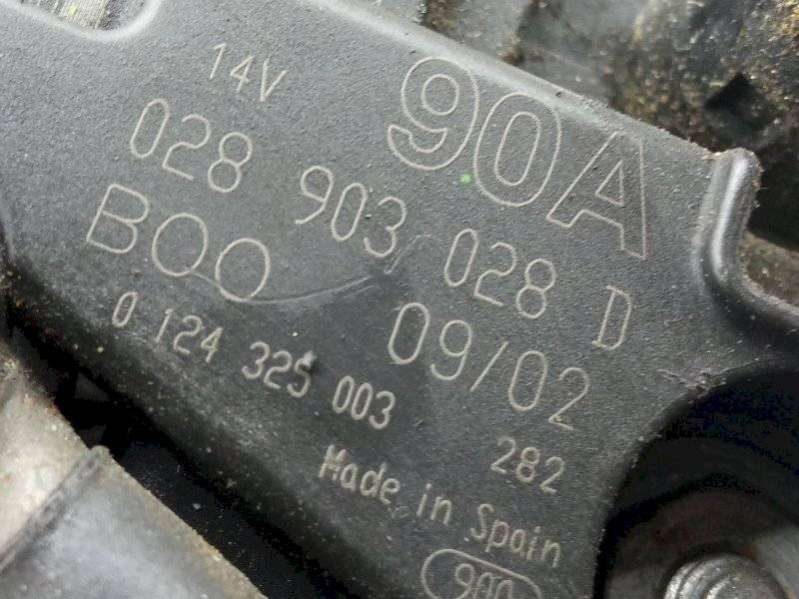 14V 90A
028 903 028 D
BOO 09/02
0 124 325 003 282
Made in Spain